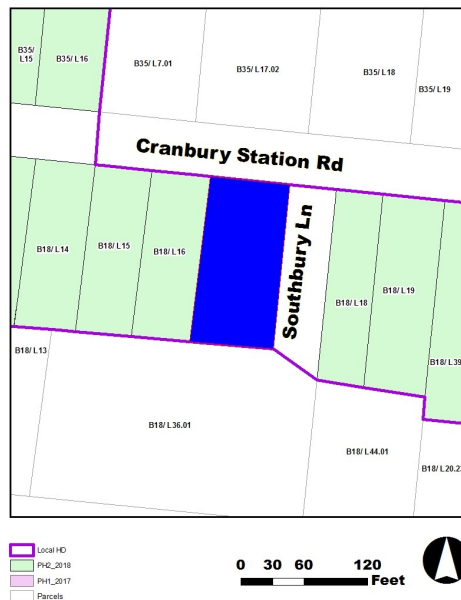 B35/
L15
B35/ L16
B35/ L7.01
B35/ L17.02
B35/ L18
B35/ L19
Cranbury Station Rd
B18/ L14
B18/ L15
B18/ L16
Southbury Ln
B18/ L18
B18/ L19
B18/ L39
B18/ L13
B18/ L36.01
B18/ L44.01
B18/ L20.23
Local HD
PH2_2018
PH1_2017
Parcels
0 30 60 120
Feet